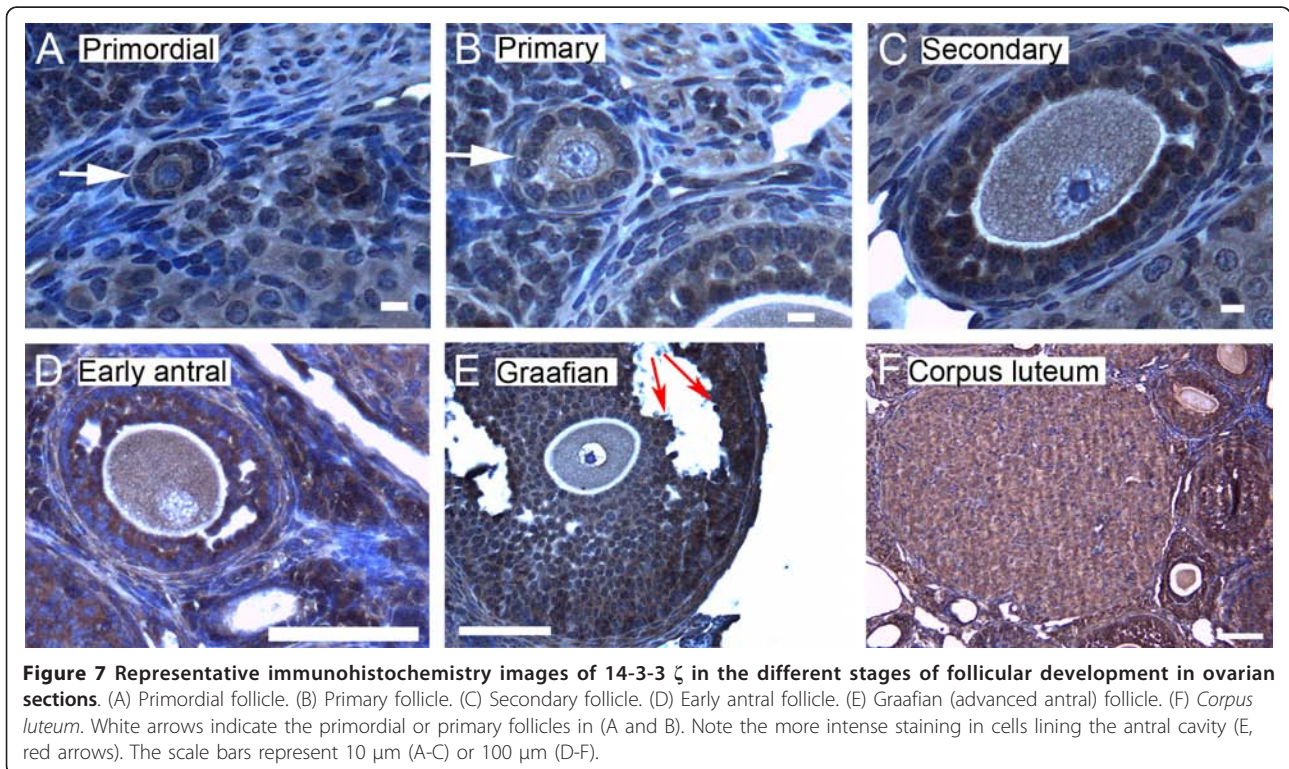 A Primordial
B Primary
C Secondary
D Early antral
E Graafian
F Corpus luteum
Figure 7 Representative immunohistochemistry images of 14-3-3 ζ in the different stages of follicular development in ovarian
sections. (A) Primordial follicle. (B) Primary follicle. (C) Secondary follicle. (D) Early antral follicle. (E) Graafian (advanced antral) follicle. (F) Corpus
luteum. White arrows indicate the primordial or primary follicles in (A and B). Note the more intense staining in cells lining the antral cavity (E,
red arrows). The scale bars represent 10 μm (A-C) or 100 μm (D-F).